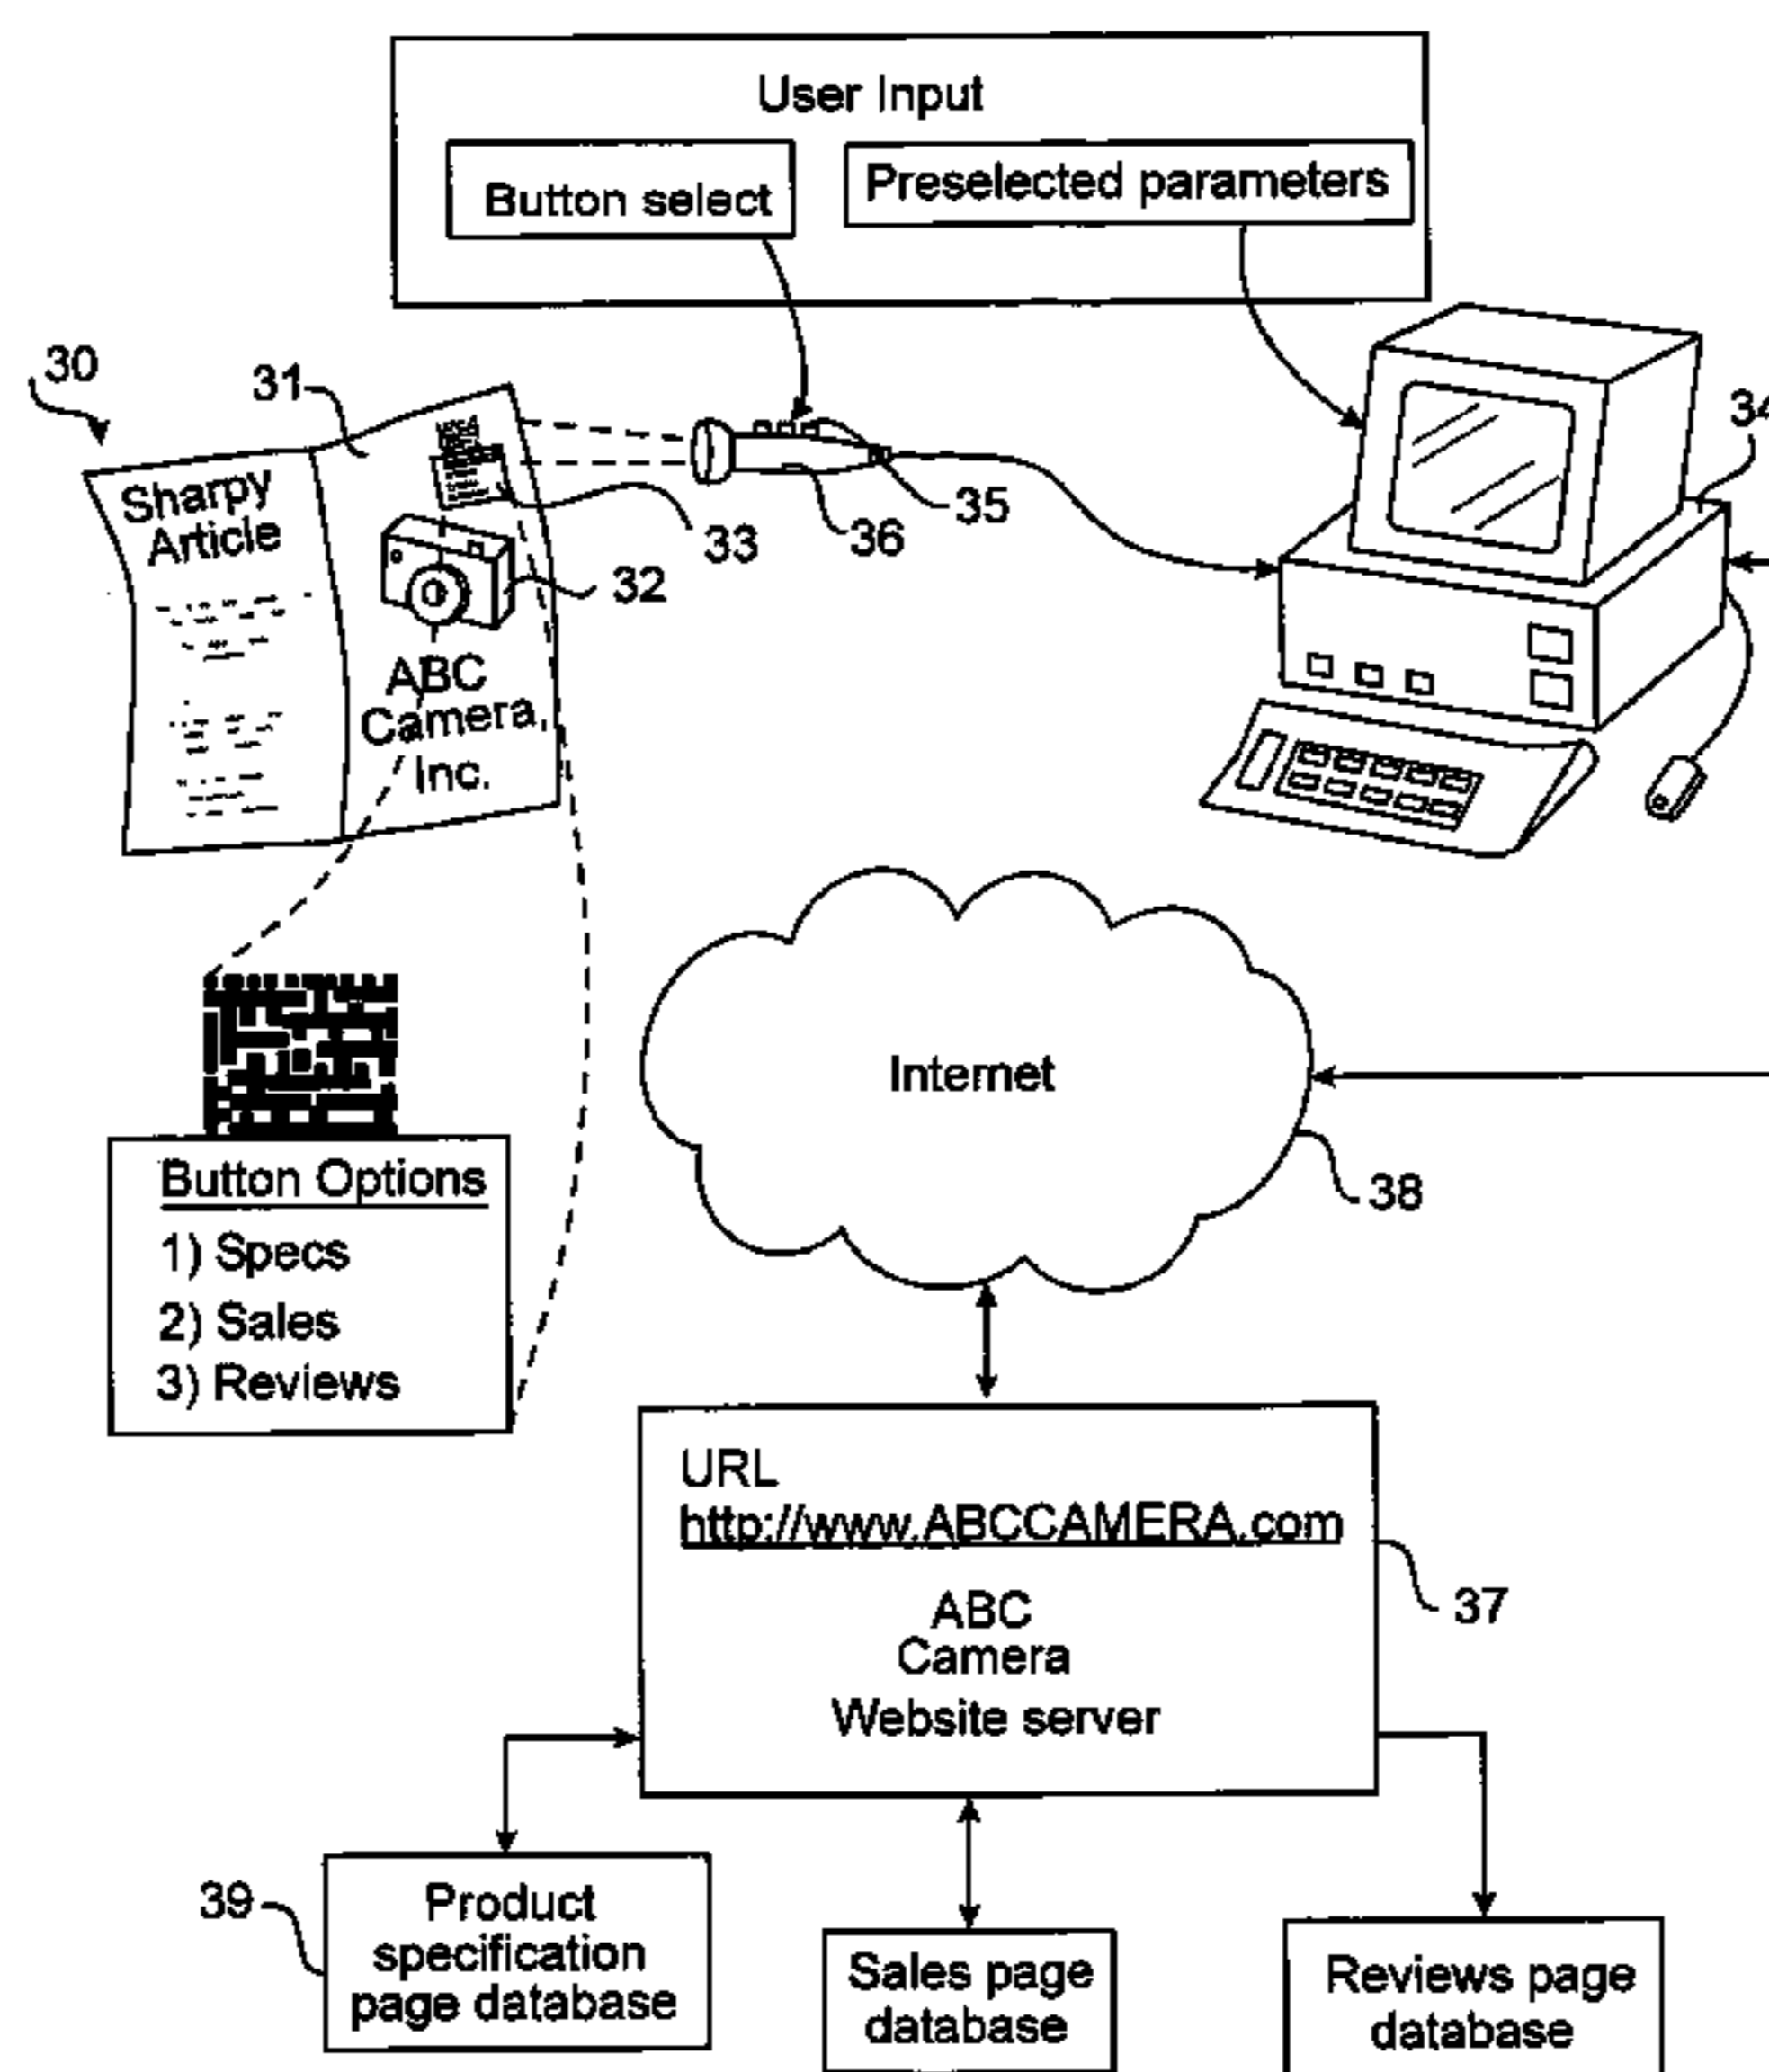 User Input
Button select
Preselected parameters
30
31
34
Sharpy
Article
33
36
35
32
ABC
Camera,
Inc.
Internet
38
Button Options
1) Specs
2) Sales
3) Reviews
URL
http://www.ABCCAMERA.com
37
ABC
Camera
Website server
39
Product
specification
page database
Sales page
database
Reviews page
database